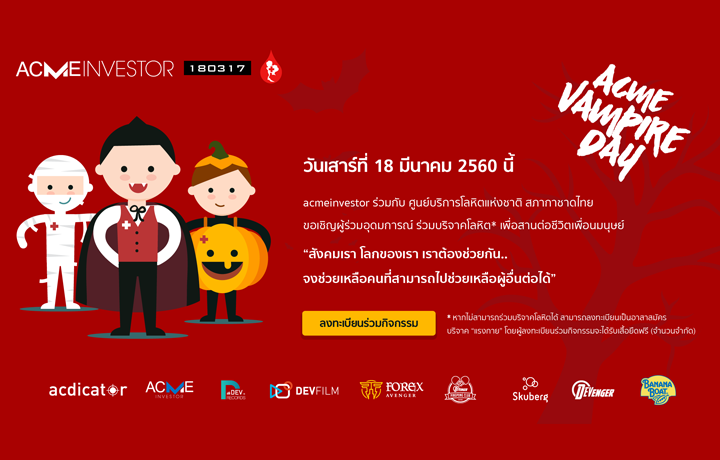 ACMEINVESTOR 180317
ACME
VAMPIRE
DAY
วันเสาร์ที่ 18 มีนาคม 2560 นี้
acmeinvestor ร่วมกับ ศูนย์บริการโลหิตแห่งชาติ สภากาชาดไทย
ขอเชิญผู้ร่วมอุดมการณ์ ร่วมบริจาคโลหิต* เพื่อสานต่อชีวิตเพื่อนมนุษย์
“สังคมเรา โลกของเรา เราต้องช่วยกัน..
จงช่วยเหลือคนที่สามารถไปช่วยเหลือผู้อื่นต่อได้”
ลงทะเบียนร่วมกิจกรรม
* หากไม่สามารถร่วมบริจาคโลหิตได้ สามารถลงทะเบียนเป็นอาสาสมัคร
บริจาค “แรงกาย” โดยผู้ลงทะเบียนร่วมกิจกรรมจะได้รับเสื้อยืดฟรี (จำนวนจำกัด)
acdicator
ACME
INVESTOR
P.DEV
RECORDS
DEVFILM
FOREX
AVENGER
Skuberg
DEVENGER
BANANA
BOAT